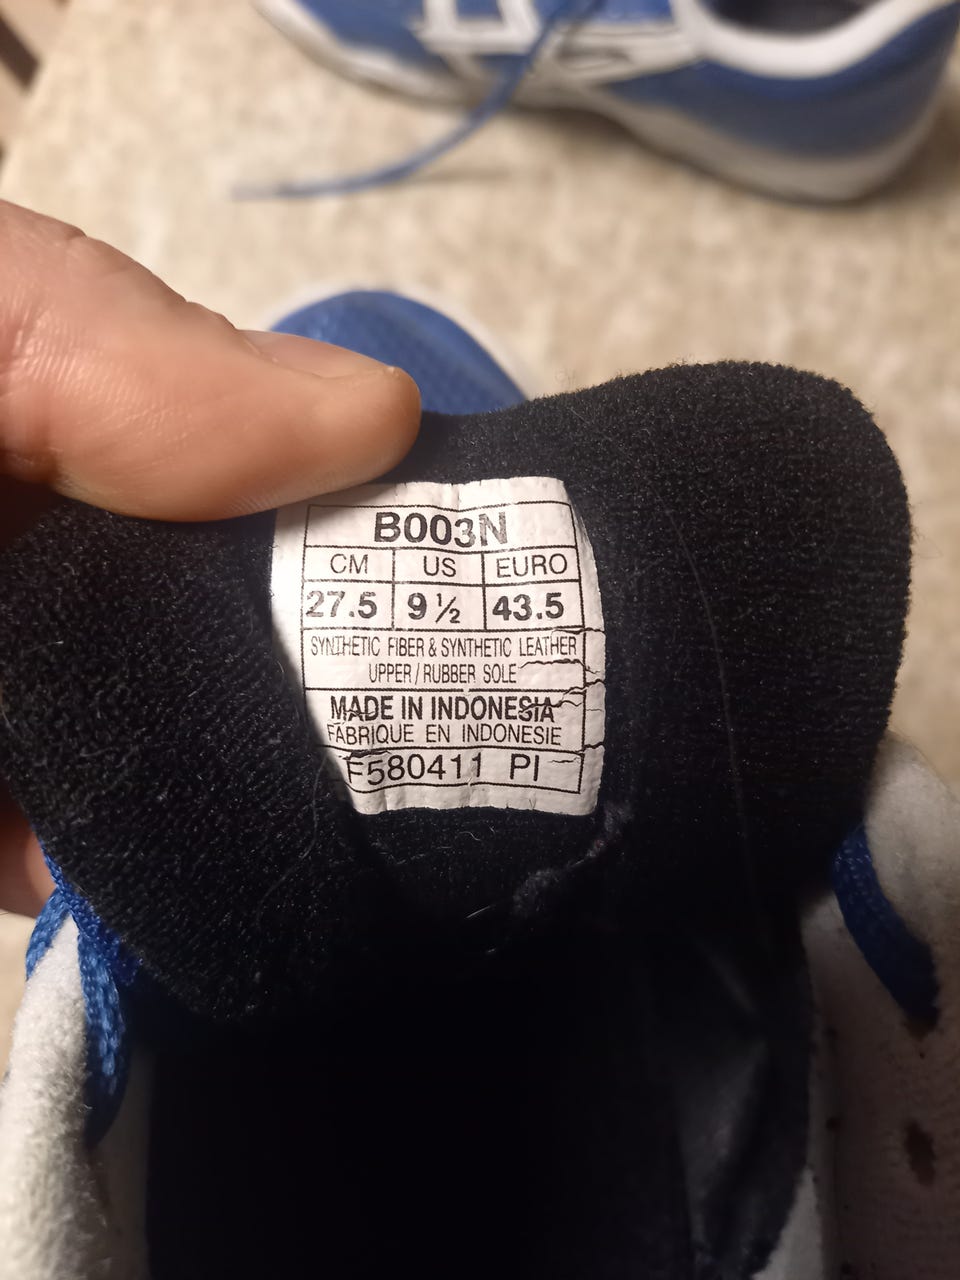 B003N
CM US EURO
27.5 9 ½ 43.5
SYNTHETIC FIBER & SYNTHETIC LEATHER
UPPER / RUBBER SOLE
MADE IN INDONESIA
FABRIQUE EN INDONESIE
F580411 PI